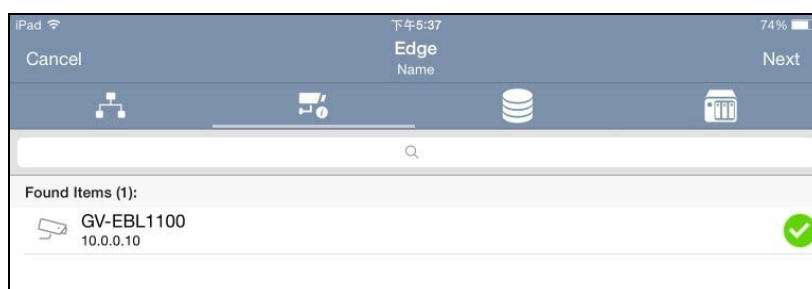 iPad 下午5:37 74%
Cancel Edge Next
Name
Found Items (1):
GV-EBL1100
10.0.0.10